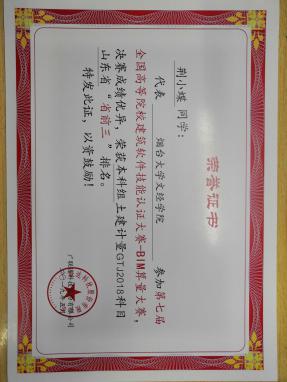 荣誉证书
荆小媒 同学：
代表 烟台大学文经学院 参加第七届
全国高等院校建筑软件技能认证大赛-BIM算量大赛，
决赛成绩优异，荣获本科组 土建计量GTJ2018 科目
山东省 “省前三” 排名。
特发此证，以资鼓励！